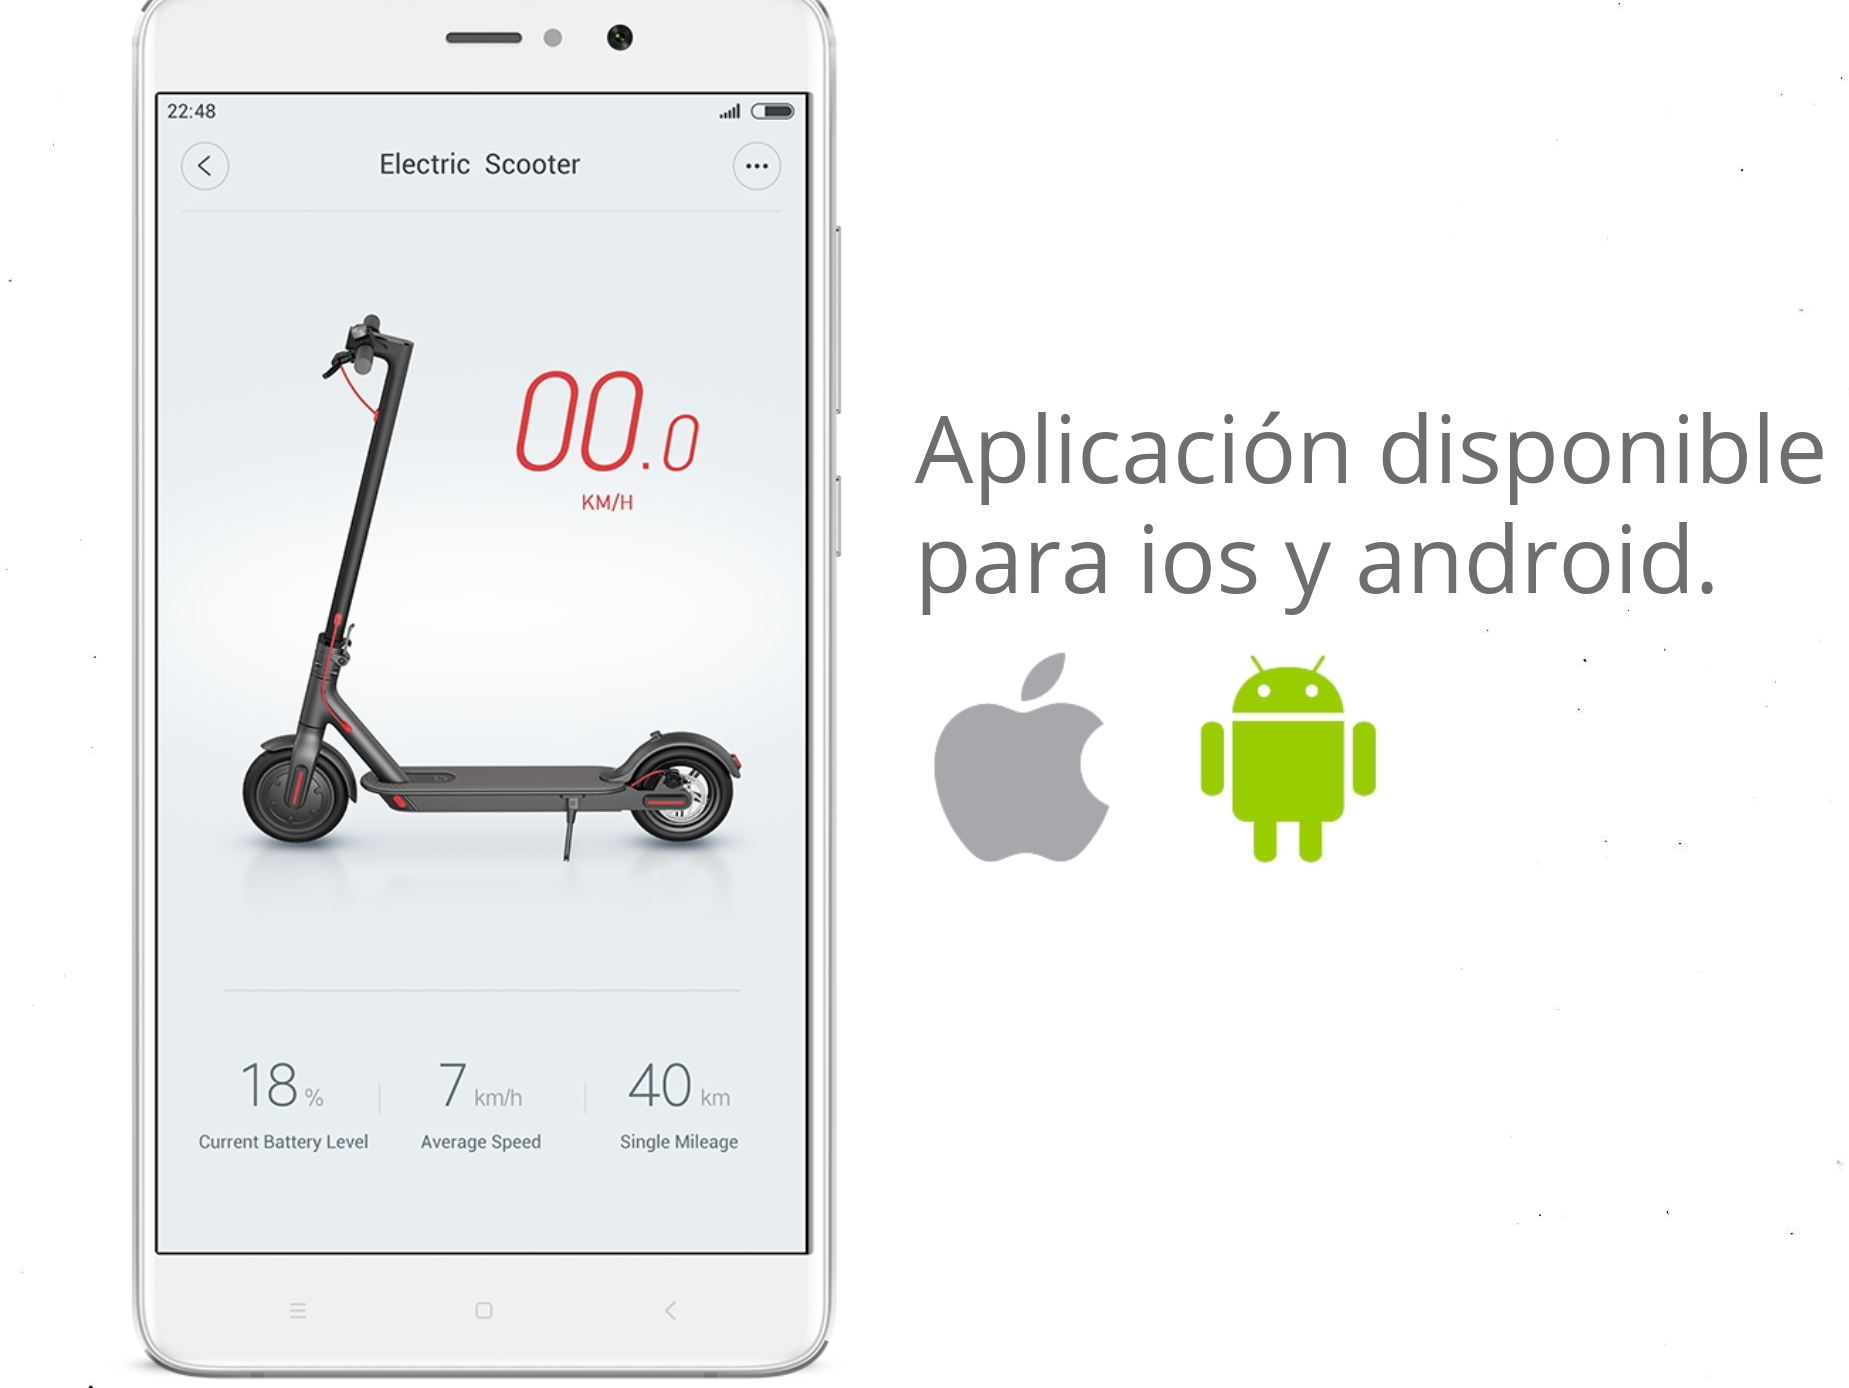 22:48
Electric Scooter
00.0
KM/H
Aplicación disponible
para ios y android.
18 % 7 km/h 40 km
Current Battery Level Average Speed Single Mileage